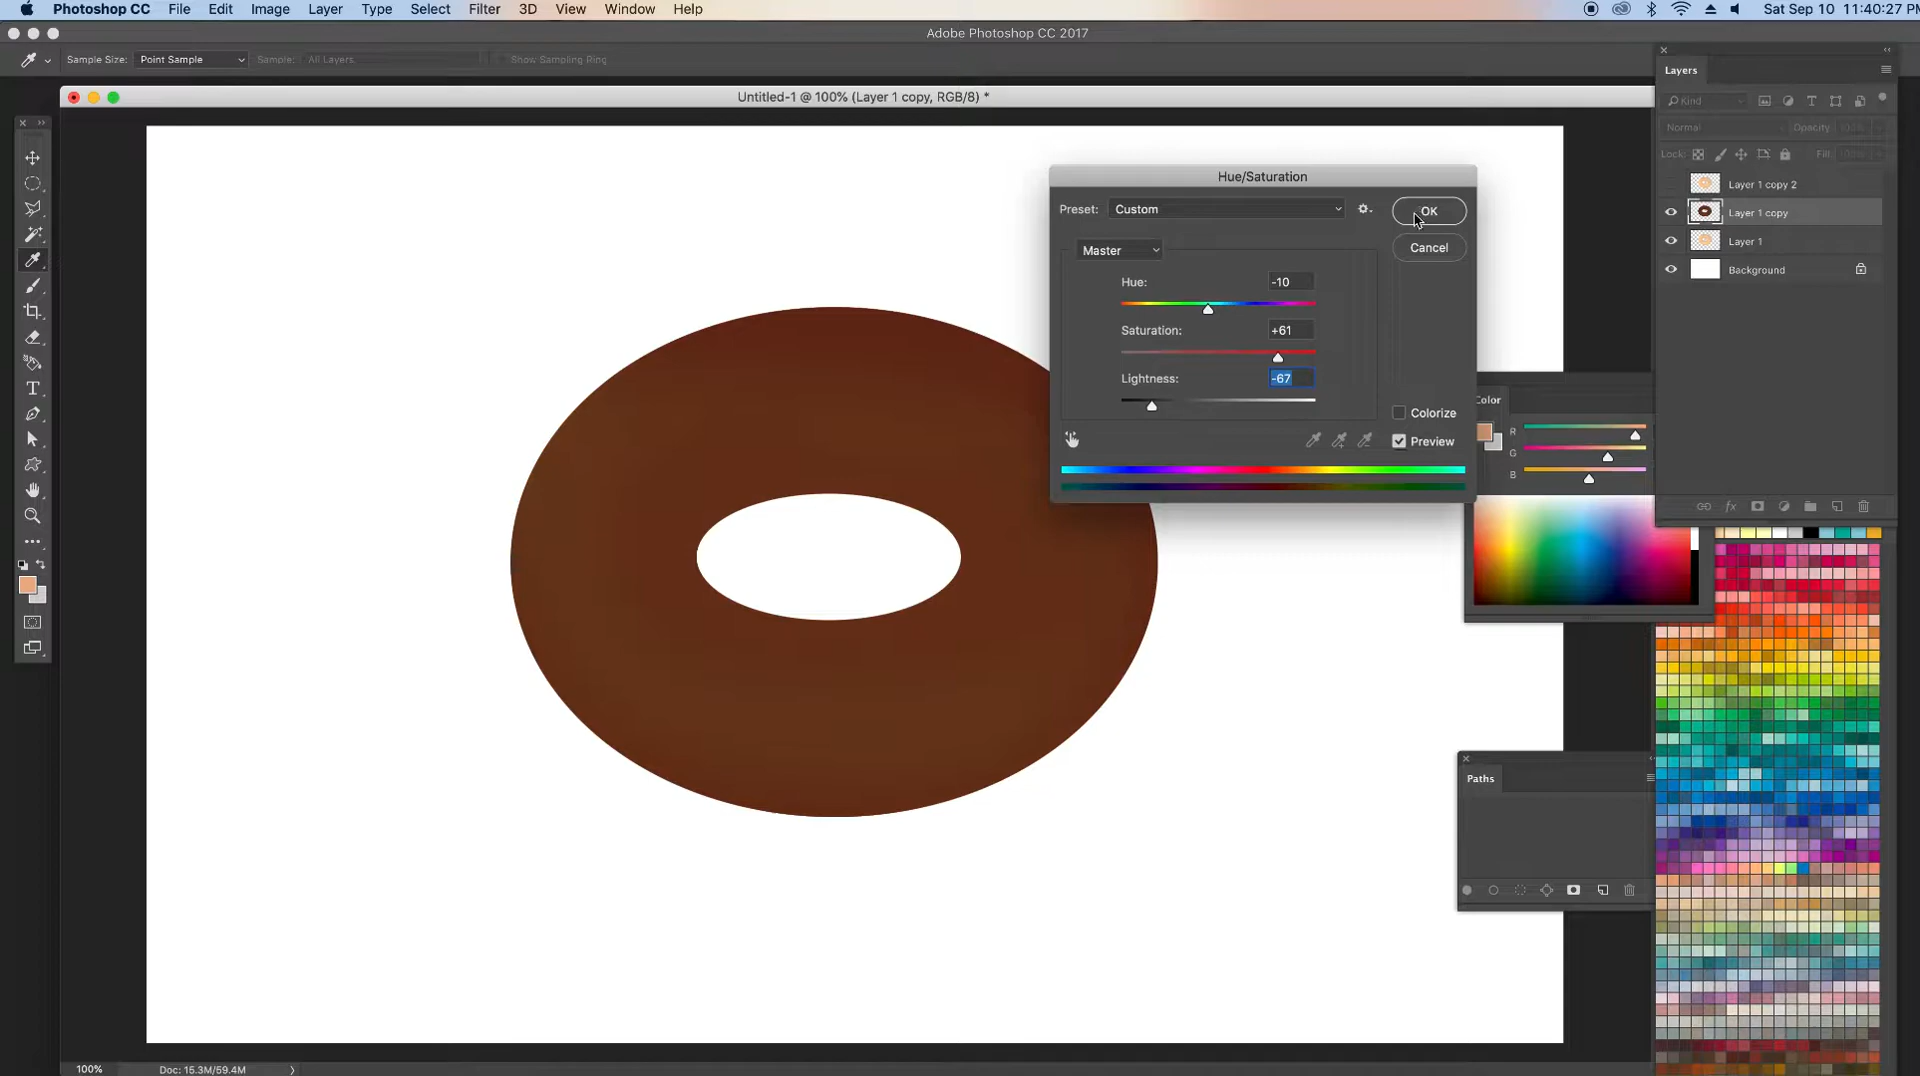 Photoshop CC File Edit Image Layer Type Select Filter 3D View Window Help Sat Sep 10 11:40:27
Adobe Photoshop CC 2017
Sample Size: Point Sample Sample: All Layers Show Sampling Ring
Untitled-1 @ 100% (Layer 1 copy, RGB/8) *
Layers
Kind
Normal Opacity
Lock: Fill:
Layer 1 copy 2
Layer 1 copy
Layer 1
Background
fx
Hue/Saturation
Preset: Custom OK
Cancel
Master
Hue: -10
Saturation: +61
Lightness: -67
Colorize
Preview
Color
R
G
B
Paths
100% Doc: 15.3M/59.4M